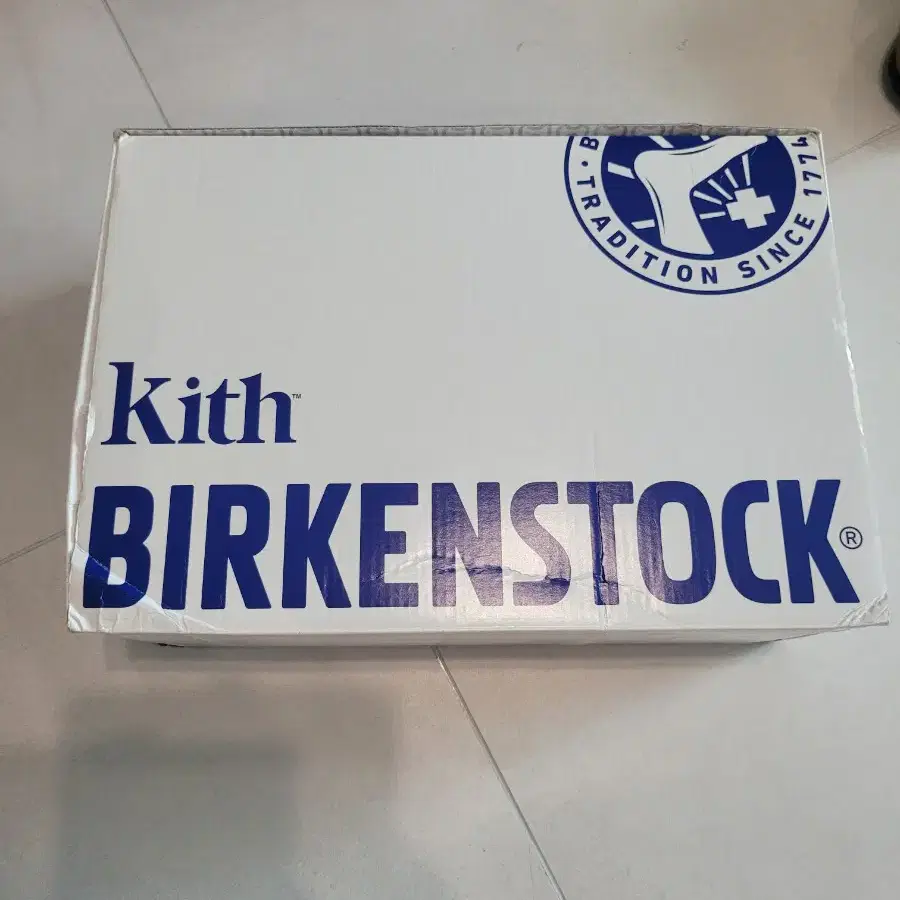 B · TRADITION SINCE 1774
kith™
BIRKENSTOCK®